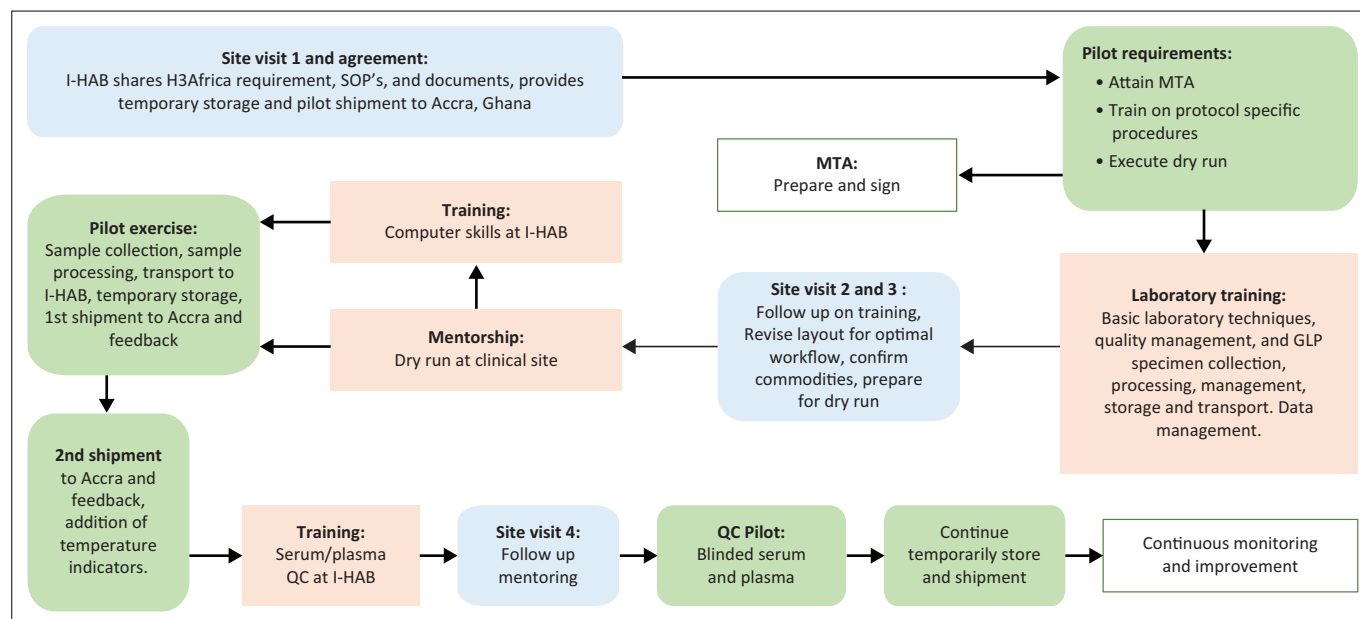 Site visit 1 and agreement:
I-HAB shares H3Africa requirement, SOP's, and documents, provides
temporary storage and pilot shipment to Accra, Ghana
Pilot requirements:
• Attain MTA
• Train on protocol specific
procedures
• Execute dry run
MTA:
Prepare and sign
Laboratory training:
Basic laboratory techniques,
quality management, and GLP
specimen collection,
processing, management,
storage and transport. Data
management.
Site visit 2 and 3 :
Follow up on training,
Revise layout for optimal
workflow, confirm
commodities, prepare
for dry run
Mentorship:
Dry run at clinical site
Training:
Computer skills at I-HAB
Pilot exercise:
Sample collection, sample
processing, transport to
I-HAB, temporary storage,
1st shipment to Accra and
feedback
2nd shipment
to Accra and
feedback,
addition of
temperature
indicators.
Training:
Serum/plasma
QC at I-HAB
Site visit 4:
Follow up
mentoring
QC Pilot:
Blinded serum
and plasma
Continue
temporarily store
and shipment
Continuous monitoring
and improvement